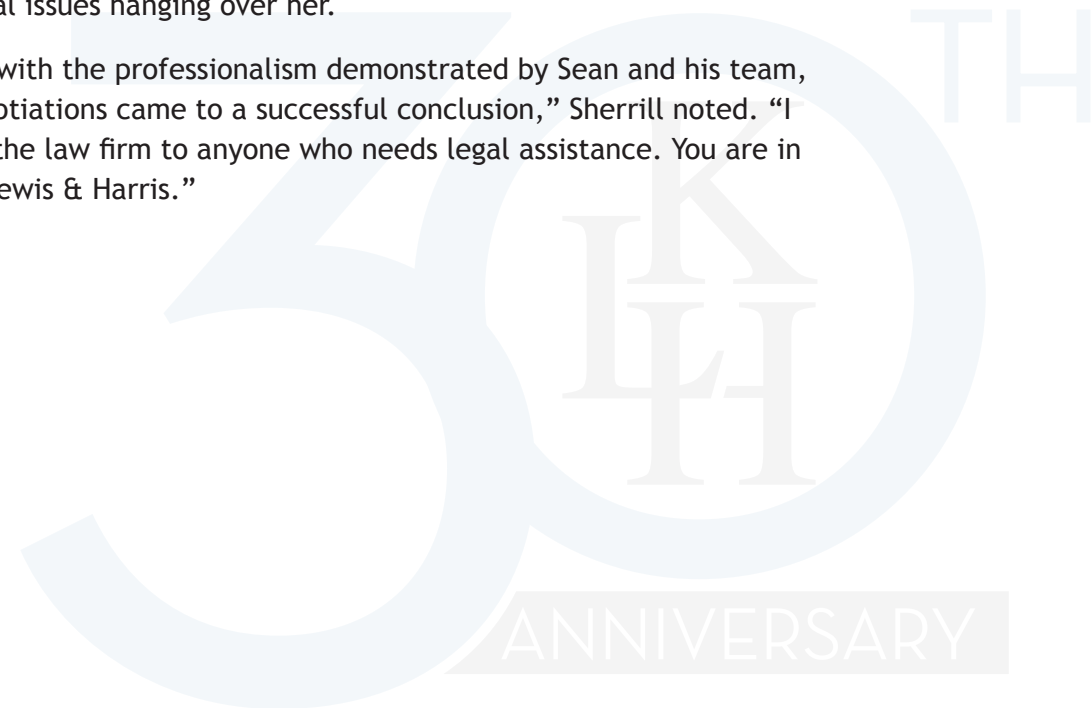 al issues hanging over her.
with the professionalism demonstrated by Sean and his team,
otiations came to a successful conclusion,” Sherrill noted. “I
the law firm to anyone who needs legal assistance. You are in
ewis & Harris.”
30 TH
K
L
H
ANNIVERSARY